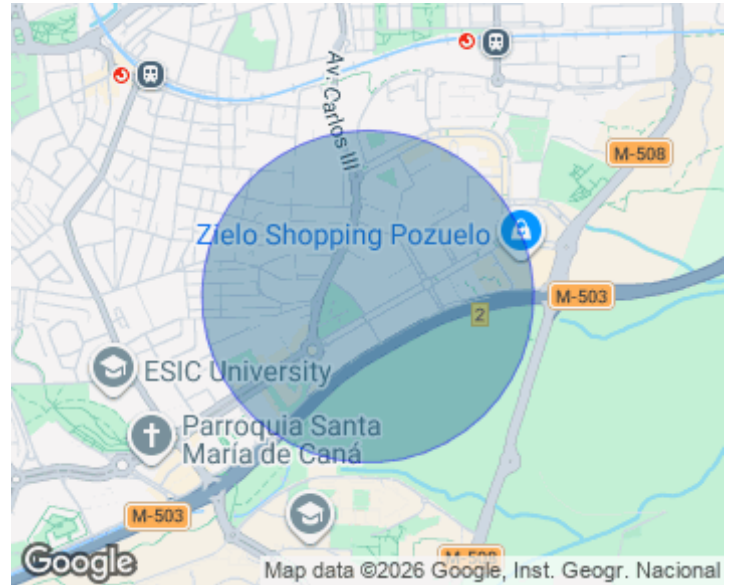 Av. Carlos III
M-508
Zielo Shopping Pozuelo
M-503
2
ESIC University
Parroquia Santa
María de Caná
M-503
M-508
Google
Map data ©2026 Google, Inst. Geogr. Nacional